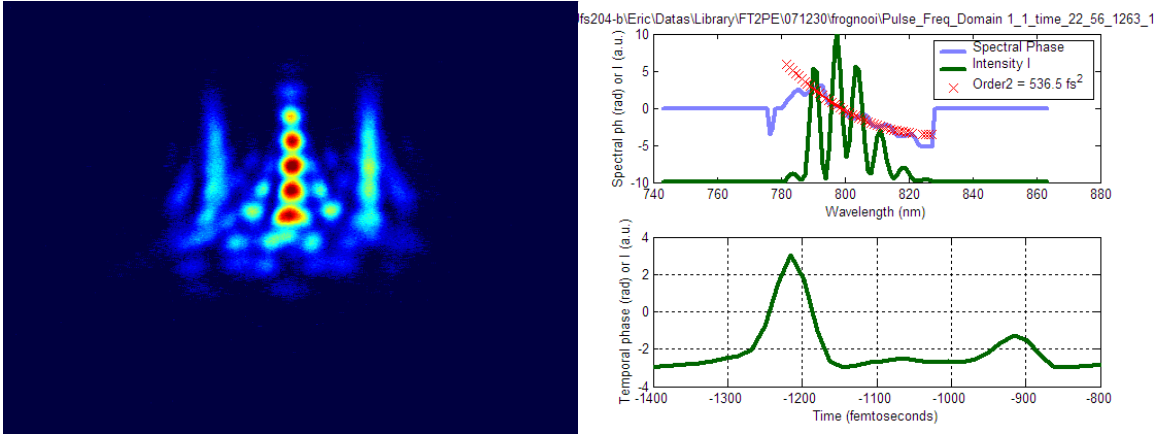 Jfs204-b\Eric\Datas\Library\FT2PE\071230\frognooi\Pulse_Freq_Domain 1_1_time_22_56_1263_1
Spectral ph (rad) or I (a.u.)
10
5
0
-5
-10
Spectral Phase
Intensity I
Order2 = 536.5 fs²
740 760 780 800 820 840 860 880
Wavelength (nm)
Temporal phase (rad) or I (a.u.)
4
2
0
-2
-4
-1400 -1300 -1200 -1100 -1000 -900 -800
Time (femtoseconds)